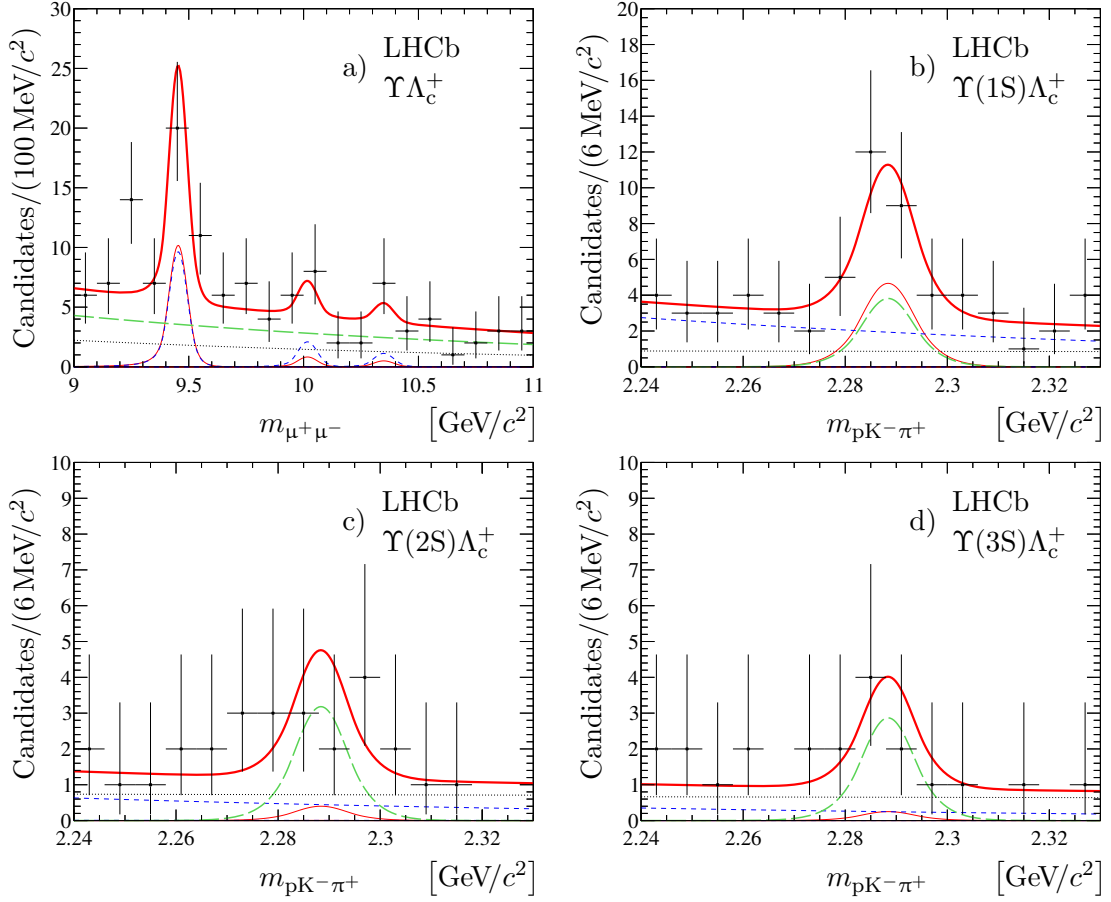 Candidates/(100 MeV/c²)
30
25
20
15
10
5
0
a)
LHCb
ΥΛc⁺
9
9.5
10
10.5
11
mμ⁺μ⁻
[GeV/c²]
Candidates/(6 MeV/c²)
20
18
16
14
12
10
8
6
4
2
0
b)
LHCb
Υ(1S)Λc⁺
2.24
2.26
2.28
2.3
2.32
mpK⁻π⁺
[GeV/c²]
Candidates/(6 MeV/c²)
10
9
8
7
6
5
4
3
2
1
0
c)
LHCb
Υ(2S)Λc⁺
2.24
2.26
2.28
2.3
2.32
mpK⁻π⁺
[GeV/c²]
Candidates/(6 MeV/c²)
10
9
8
7
6
5
4
3
2
1
0
d)
LHCb
Υ(3S)Λc⁺
2.24
2.26
2.28
2.3
2.32
mpK⁻π⁺
[GeV/c²]